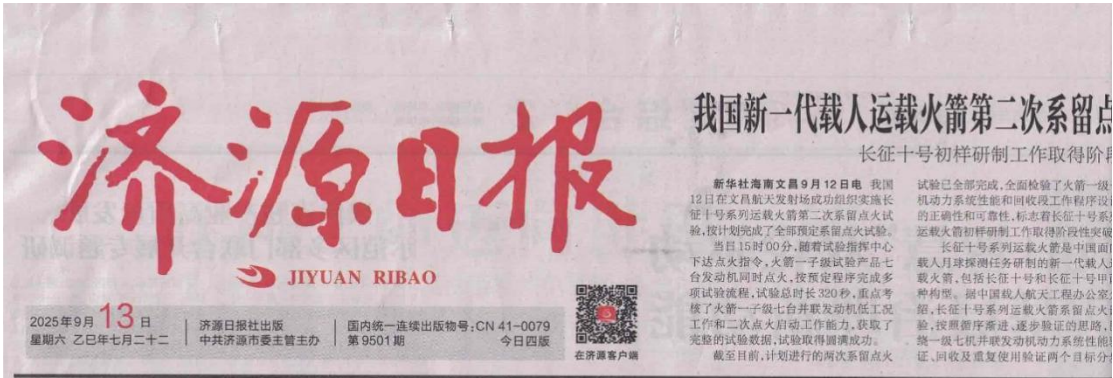 济源日报
JIYUAN RIBAO
2025年9月13日
星期六 乙巳年七月二十二
济源日报社出版
中共济源市委主管主办
国内统一连续出版物号:CN 41-0079
第9501期 今日四版
在济源客户端
我国新一代载人运载火箭第二次系留点
长征十号初样研制工作取得阶段
新华社海南文昌9月12日电 我国
12日在文昌航天发射场成功组织实施长
征十号系列运载火箭第二次系留点火试
验,按计划完成了全部预定系留点火试验。
当日15时00分,随着试验指挥中心
下达点火指令,火箭一子级试验产品七
台发动机同时点火,按预定程序完成多
项试验流程,试验总时长320秒,重点考
核了火箭一子级七台并联发动机低工况
工作和二次点火启动工作能力,获取了
完整的试验数据,试验取得圆满成功。
截至目前,计划进行的两次系留点火
试验已全部完成,全面检验了火箭一级
机动力系统性能和回收段工作程序设
的正确性和可靠性,标志着长征十号系
运载火箭初样研制工作取得阶段性突破
长征十号系列运载火箭是中国面
载人月球探测任务研制的新一代载人
载火箭,包括长征十号和长征十号甲
种构型。据中国载人航天工程办公室
绍,长征十号系列运载火箭系留点火
验,按照循序渐进、逐步验证的思路,
绕一级七机并联发动机动力系统性能
证、回收及重复使用验证两个目标分